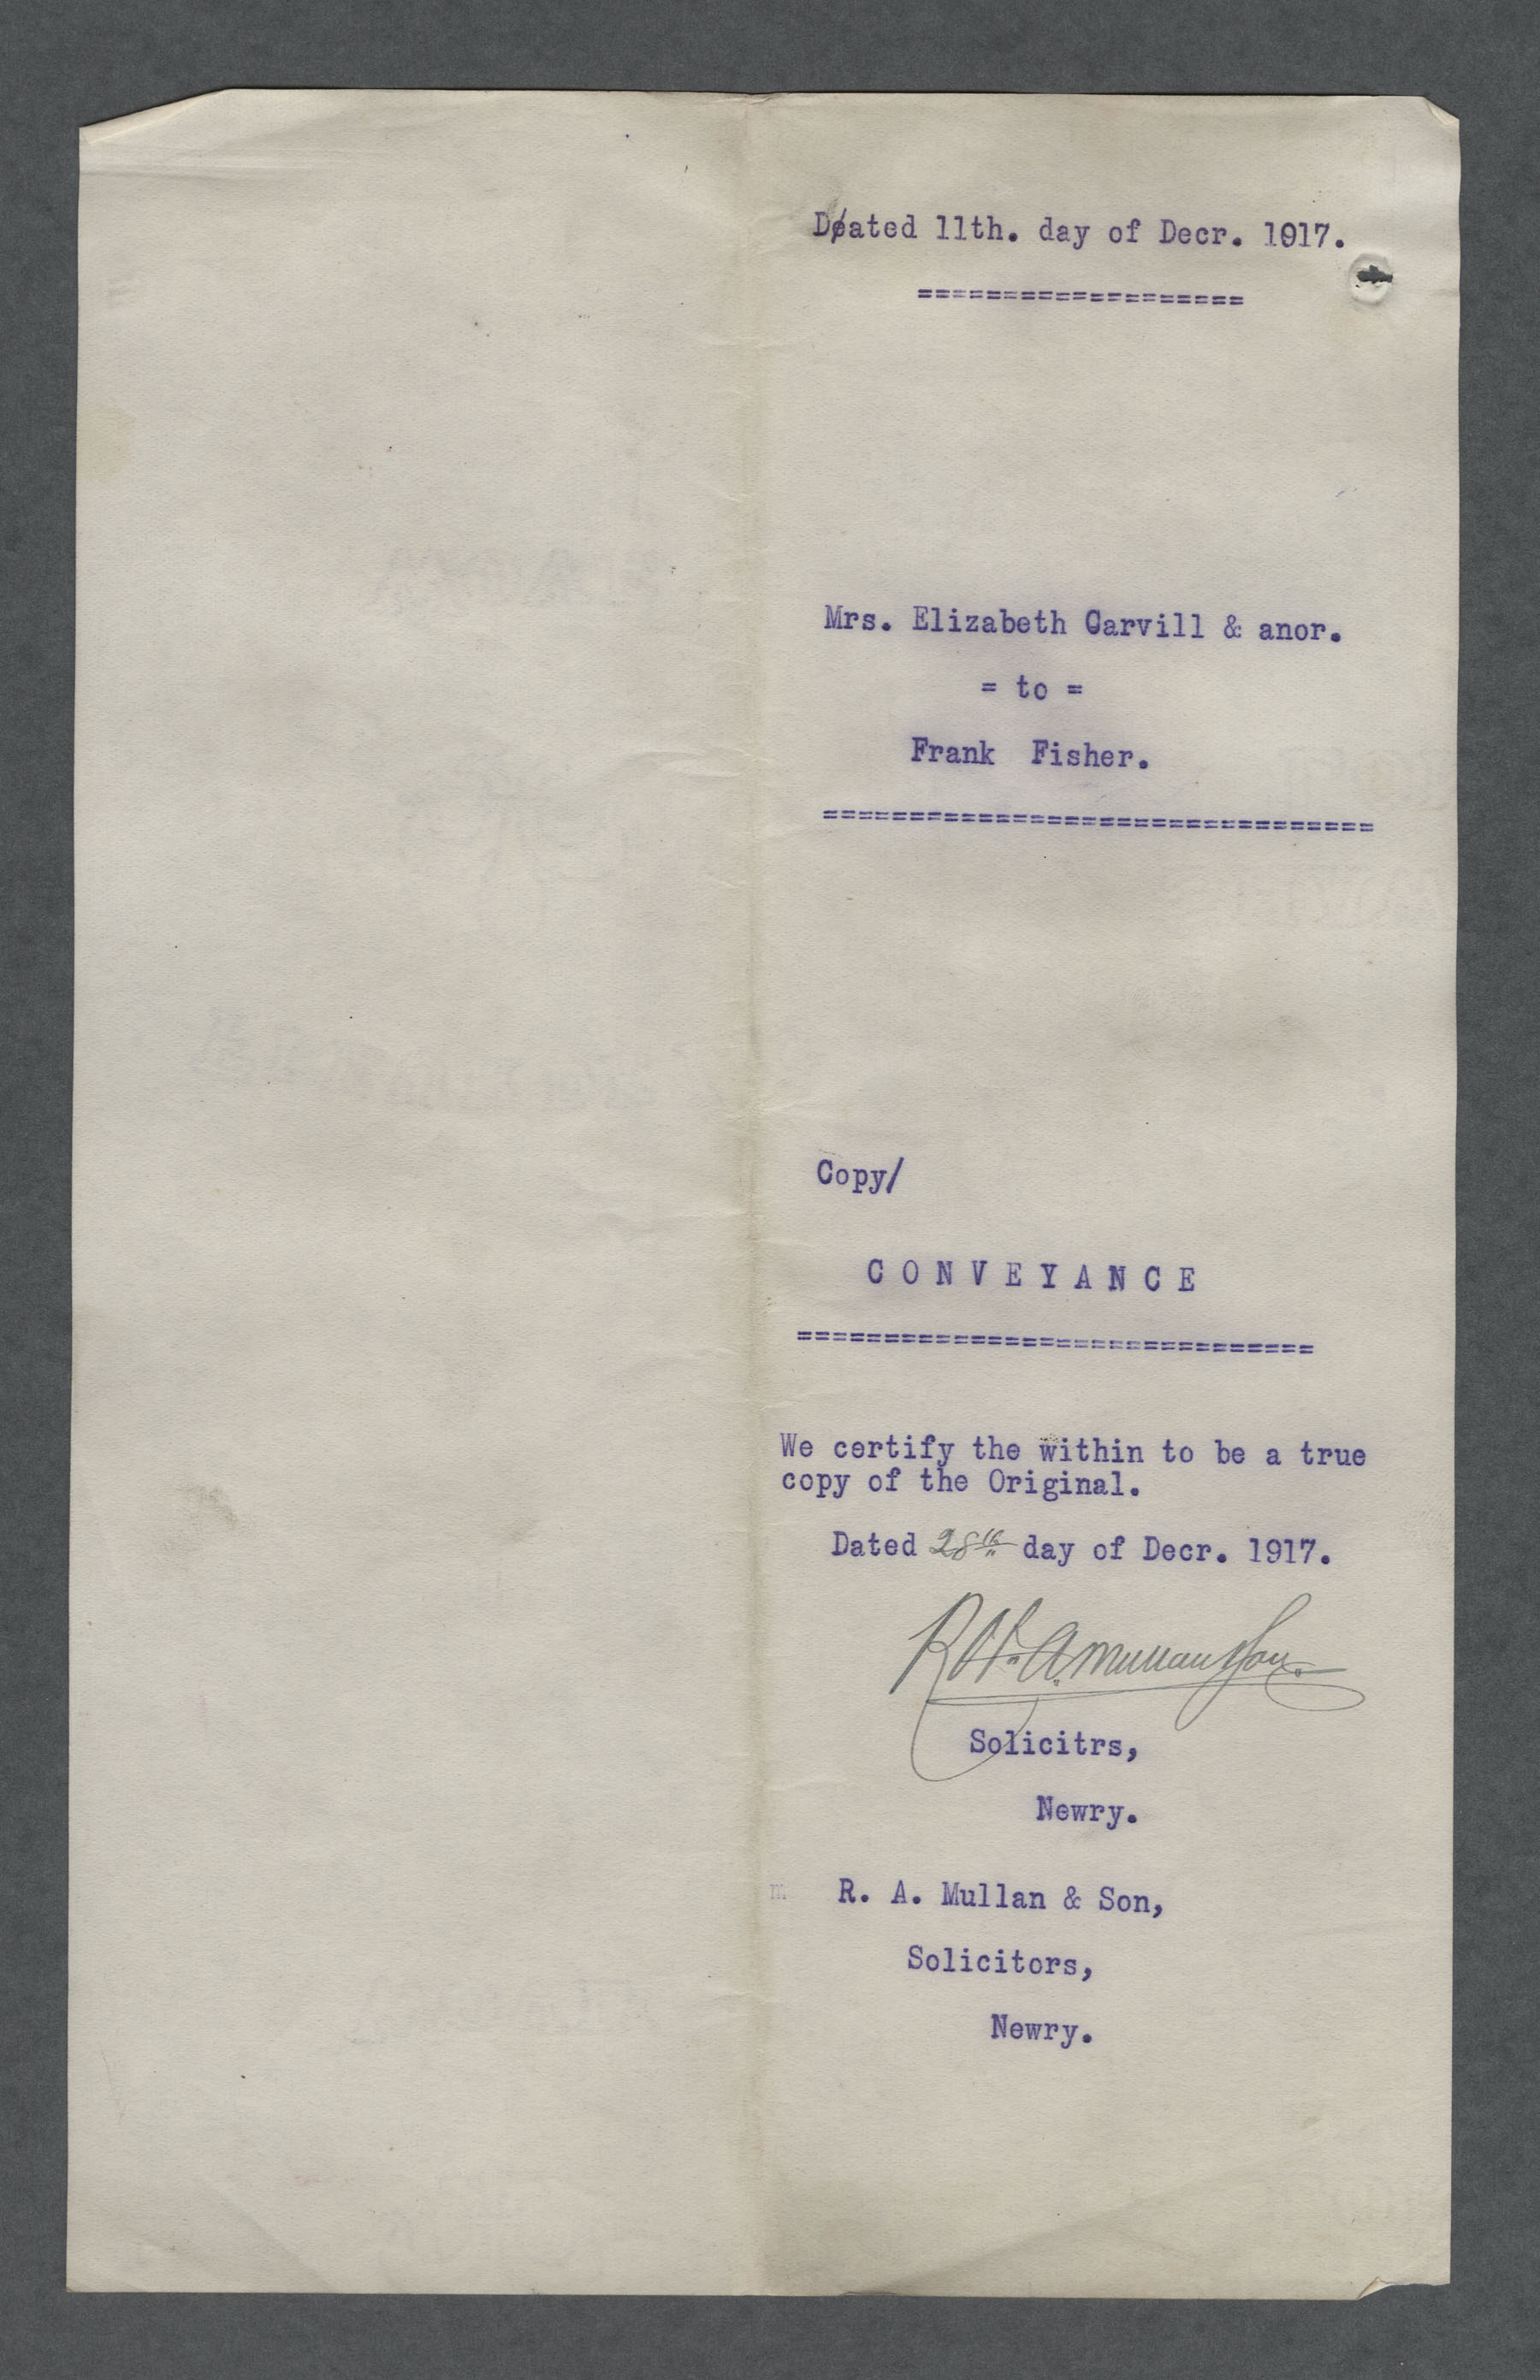 Dated 11th. day of Decr. 1917.
===================
Mrs. Elizabeth Carvill & anor.
= to =
Frank Fisher.
================================
Copy/
CONVEYANCE
==============================
We certify the within to be a true
copy of the Original.
Dated 28th day of Decr. 1917.
A. Mullan & Son.
Solicitrs,
Newry.
m R. A. Mullan & Son,
Solicitors,
Newry.